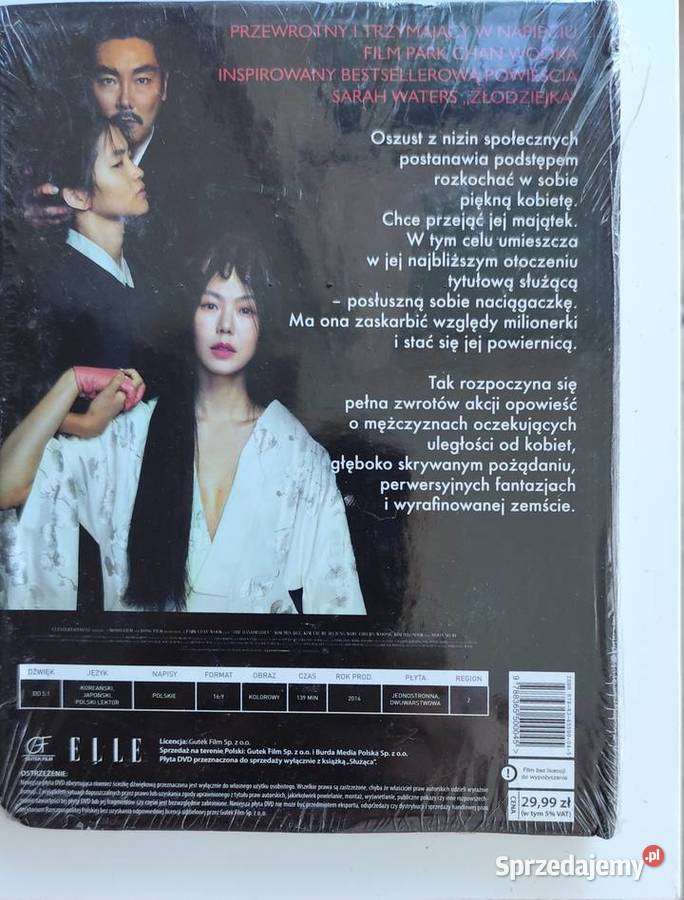 PRZEWROTNY I TRZYMAJĄCY W NAPIĘCIU
FILM PARK CHAN-WOOKA
INSPIROWANY BESTSELLEROWĄ POWIEŚCIĄ
SARAH WATERS „ZŁODZIEJKA”
Oszust z nizin społecznych
postanawia podstępem
rozkochać w sobie
piękną kobietę.
Chce przejąć jej majątek.
W tym celu umieszcza
w jej najbliższym otoczeniu
tytułową służącą
– posłuszną sobie naciągaczkę.
Ma ona zaskarbić względy milionerki
i stać się jej powiernicą.
Tak rozpoczyna się
pełna zwrotów akcji opowieść
o mężczyznach oczekujących
uległości od kobiet,
głęboko skrywanym pożądaniu,
perwersyjnych fantazjach
i wyrafinowanej zemście.
DŹWIĘK JĘZYK NAPISY FORMAT OBRAZ CZAS ROK PROD. PŁYTA REGION
DD 5.1 KOREAŃSKI, JAPOŃSKI, POLSKI LEKTOR POLSKIE 16:9 KOLOROWY 139 MIN 2016 JEDNOSTRONNA, DWUWARSTWOWA 2
GUTEK FILM
ELLE
Licencja: Gutek Film Sp. z o.o.
Sprzedaż na terenie Polski: Gutek Film Sp. z o.o. i Burda Media Polska Sp. z o.o.
Płyta DVD przeznaczona do sprzedaży wyłącznie z książką „Służąca”.
OSTRZEŻENIE:
9788365500045
Film bez licencji
do wypożyczenia
CENA
29,99 zł
(w tym 5% VAT)
Sprzedajemy.pl